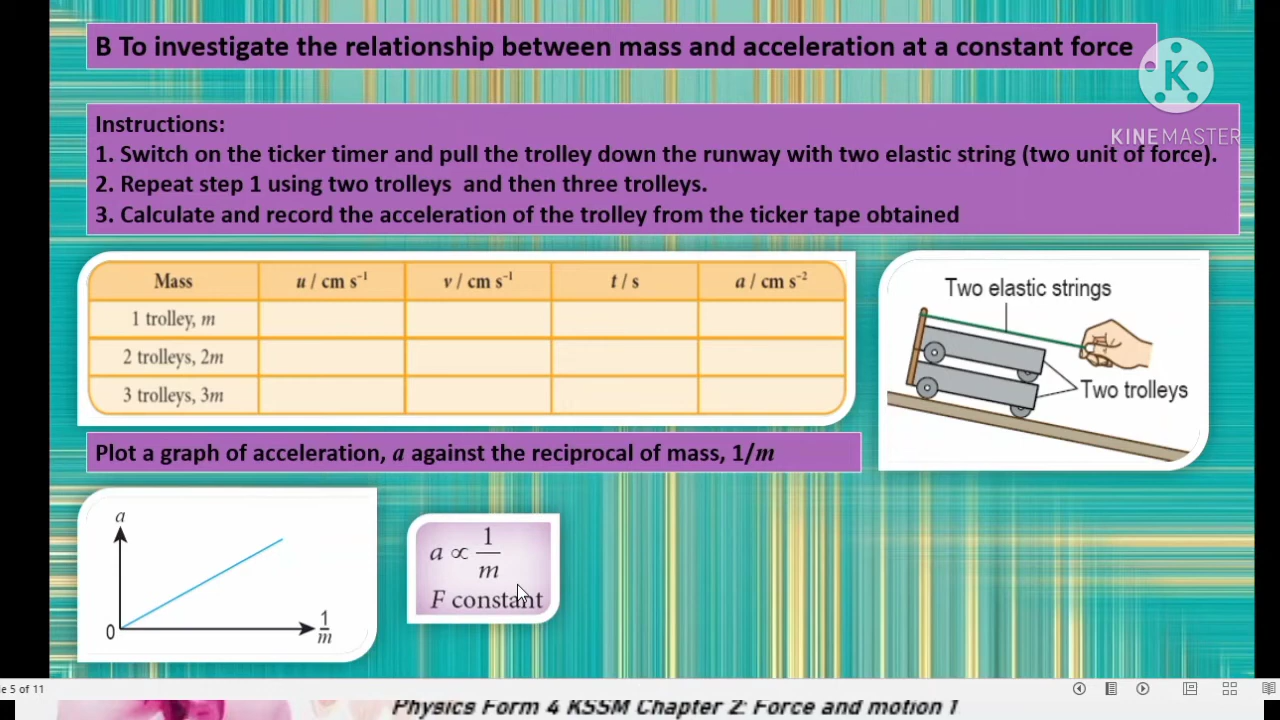 B To investigate the relationship between mass and acceleration at a constant force
K
KINEMASTER
Instructions:
1. Switch on the ticker timer and pull the trolley down the runway with two elastic string (two unit of force).
2. Repeat step 1 using two trolleys and then three trolleys.
3. Calculate and record the acceleration of the trolley from the ticker tape obtained
Mass u / cm s⁻¹ v / cm s⁻¹ t / s a / cm s⁻²
1 trolley, m
2 trolleys, 2m
3 trolleys, 3m
Two elastic strings
Two trolleys
Plot a graph of acceleration, a against the reciprocal of mass, 1/m
a
0
1/m
a ∝ 1/m
F constant
e 5 of 11
Physics Form 4 KSSM Chapter 2: Force and motion 1